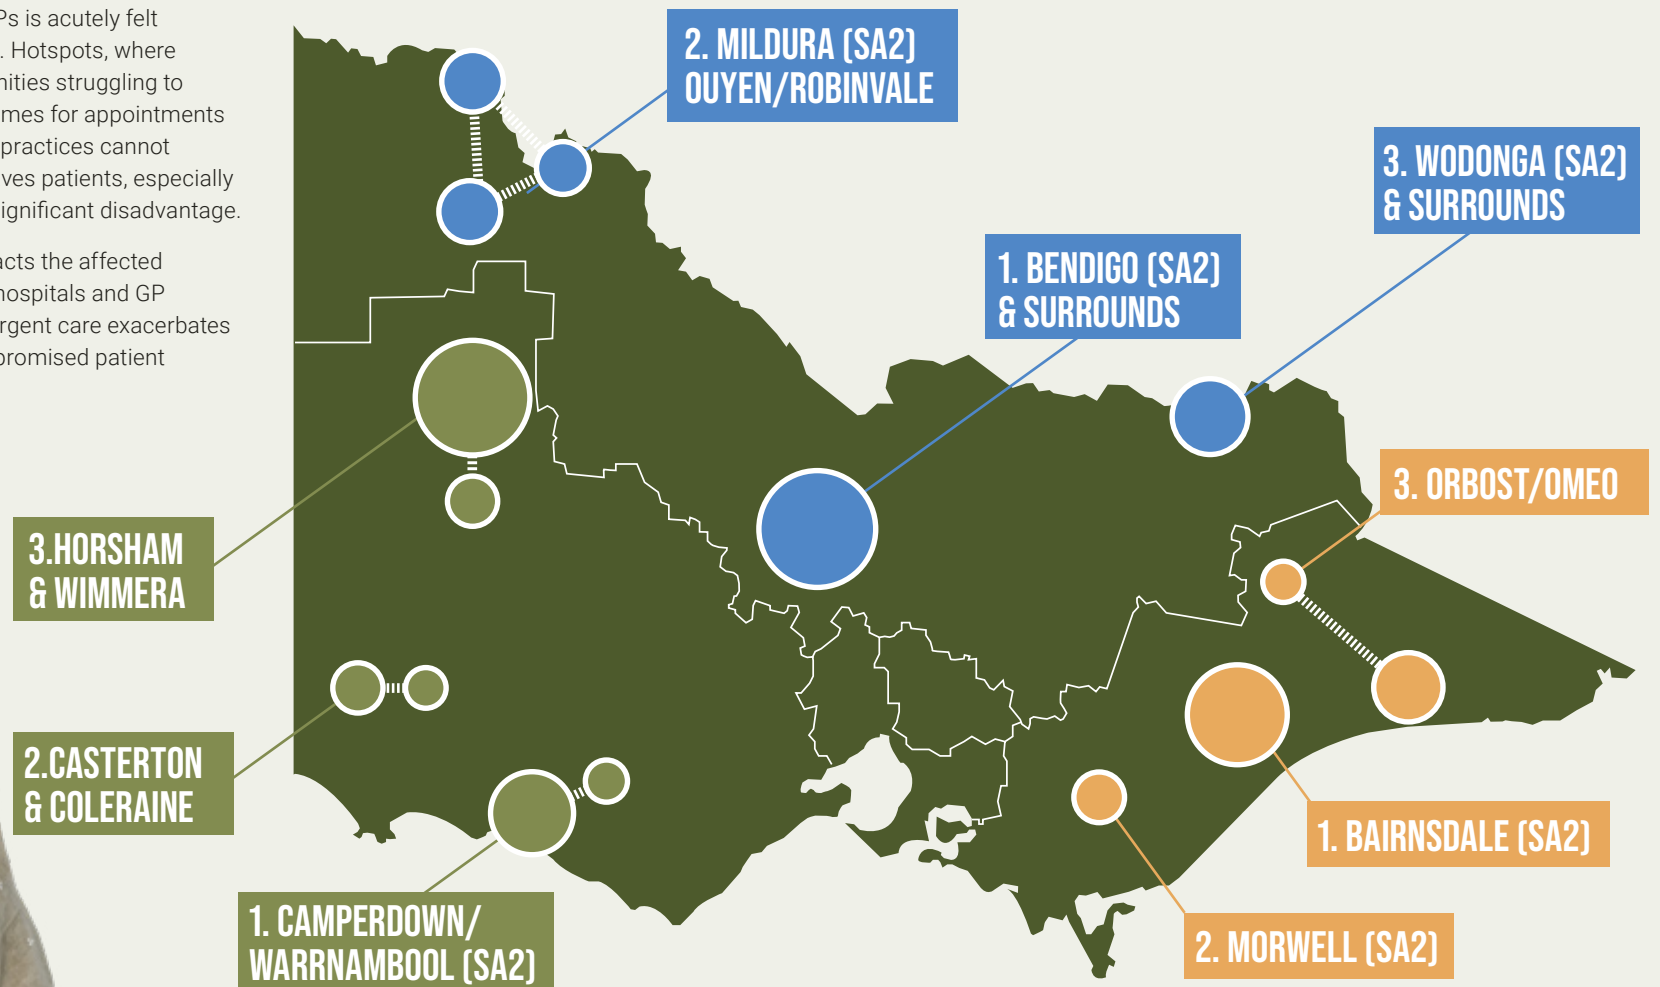 Ps is acutely felt
. Hotspots, where
nities struggling to
mes for appointments
practices cannot
ves patients, especially
ignificant disadvantage.
acts the affected
hospitals and GP
rgent care exacerbates
promised patient
2. MILDURA (SA2)
OUYEN/ROBINVALE
3. WODONGA (SA2)
& SURROUNDS
1. BENDIGO (SA2)
& SURROUNDS
3. ORBOST/OMEO
3.HORSHAM
& WIMMERA
2.CASTERTON
& COLERAINE
1. BAIRNSDALE (SA2)
1. CAMPERDOWN/
WARRNAMBOOL (SA2)
2. MORWELL (SA2)